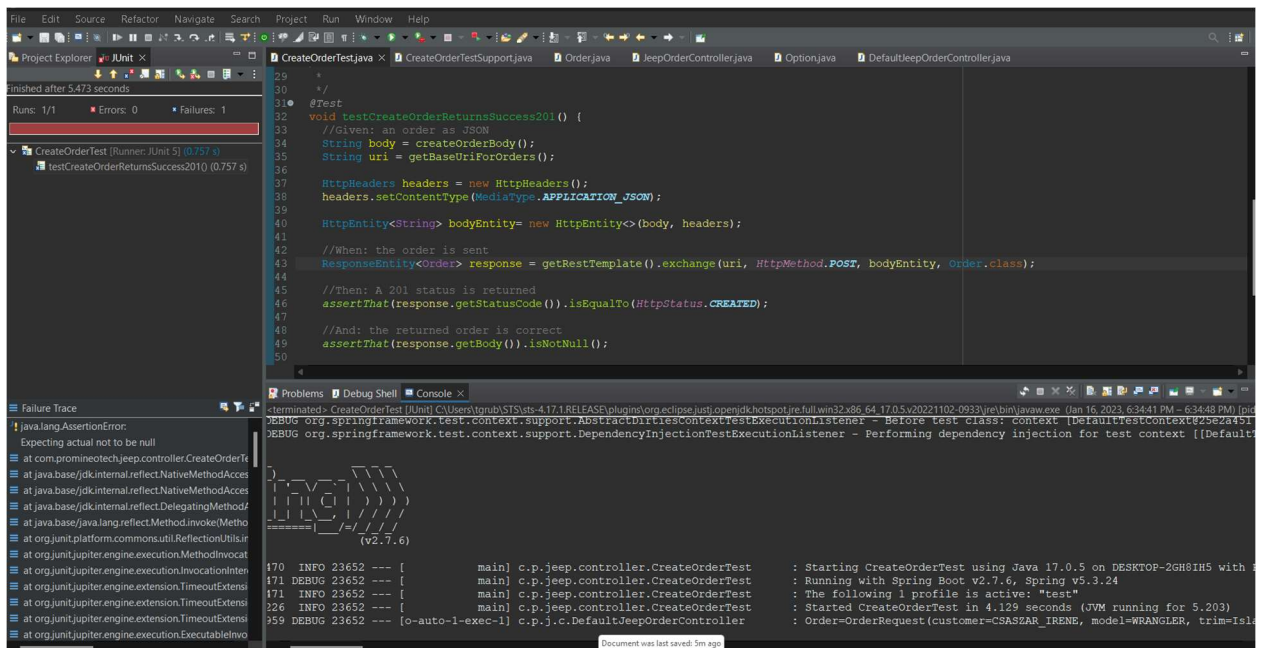 File Edit Source Refactor Navigate Search Project Run Window Help
Project Explorer JUnit
Finished after 5.473 seconds
Runs: 1/1 Errors: 0 Failures: 1
CreateOrderTest [Runner: JUnit 5] (0.757 s)
testCreateOrderReturnsSuccess201() (0.757 s)
CreateOrderTest.java CreateOrderTestSupport.java Order.java JeepOrderController.java Option.java DefaultJeepOrderController.java
29 *
30 */
31 @Test
32 void testCreateOrderReturnsSuccess201() {
33 //Given: an order as JSON
34 String body = createOrderBody();
35 String uri = getBaseUriForOrders();
36
37 HttpHeaders headers = new HttpHeaders();
38 headers.setContentType(MediaType.APPLICATION_JSON);
39
40 HttpEntity<String> bodyEntity= new HttpEntity<>(body, headers);
41
42 //When: the order is sent
43 ResponseEntity<Order> response = getRestTemplate().exchange(uri, HttpMethod.POST, bodyEntity, Order.class);
44
45 //Then: A 201 status is returned
46 assertThat(response.getStatusCode()).isEqualTo(HttpStatus.CREATED);
47
48 //And: the returned order is correct
49 assertThat(response.getBody()).isNotNull();
50
Failure Trace
java.lang.AssertionError:
Expecting actual not to be null
at com.promineotech.jeep.controller.CreateOrderTe
at java.base/jdk.internal.reflect.NativeMethodAcces
at java.base/jdk.internal.reflect.NativeMethodAcces
at java.base/jdk.internal.reflect.DelegatingMethodA
at java.base/java.lang.reflect.Method.invoke(Metho
at org.junit.platform.commons.util.ReflectionUtils.in
at org.junit.jupiter.engine.execution.MethodInvocat
at org.junit.jupiter.engine.execution.InvocationInter
at org.junit.jupiter.engine.extension.TimeoutExtensi
at org.junit.jupiter.engine.extension.TimeoutExtensi
at org.junit.jupiter.engine.extension.TimeoutExtensi
at org.junit.jupiter.engine.execution.ExecutableInvo
Problems Debug Shell Console
<terminated> CreateOrderTest [JUnit] C:\Users\tgrub\STS\sts-4.17.1.RELEASE\plugins\org.eclipse.justj.openjdk.hotspot.jre.full.win32.x86_64_17.0.5.v20221102-0933\jre\bin\javaw.exe (Jan 16, 2023, 6:34:41 PM – 6:34:48 PM) [pid
DEBUG org.springframework.test.context.support.AbstractDirtiesContextTestExecutionListener - Before test class: context [DefaultTestContext@25e2a451
DEBUG org.springframework.test.context.support.DependencyInjectionTestExecutionListener - Performing dependency injection for test context [[DefaultT
(v2.7.6)
470 INFO 23652 --- [ main] c.p.jeep.controller.CreateOrderTest : Starting CreateOrderTest using Java 17.0.5 on DESKTOP-2GH8IH5 with
471 DEBUG 23652 --- [ main] c.p.jeep.controller.CreateOrderTest : Running with Spring Boot v2.7.6, Spring v5.3.24
471 INFO 23652 --- [ main] c.p.jeep.controller.CreateOrderTest : The following 1 profile is active: "test"
226 INFO 23652 --- [ main] c.p.jeep.controller.CreateOrderTest : Started CreateOrderTest in 4.129 seconds (JVM running for 5.203)
959 DEBUG 23652 --- [o-auto-1-exec-1] c.p.j.c.DefaultJeepOrderController : Order=OrderRequest(customer=CSASZAR_IRENE, model=WRANGLER, trim=Isla
Document was last saved: 5m ago